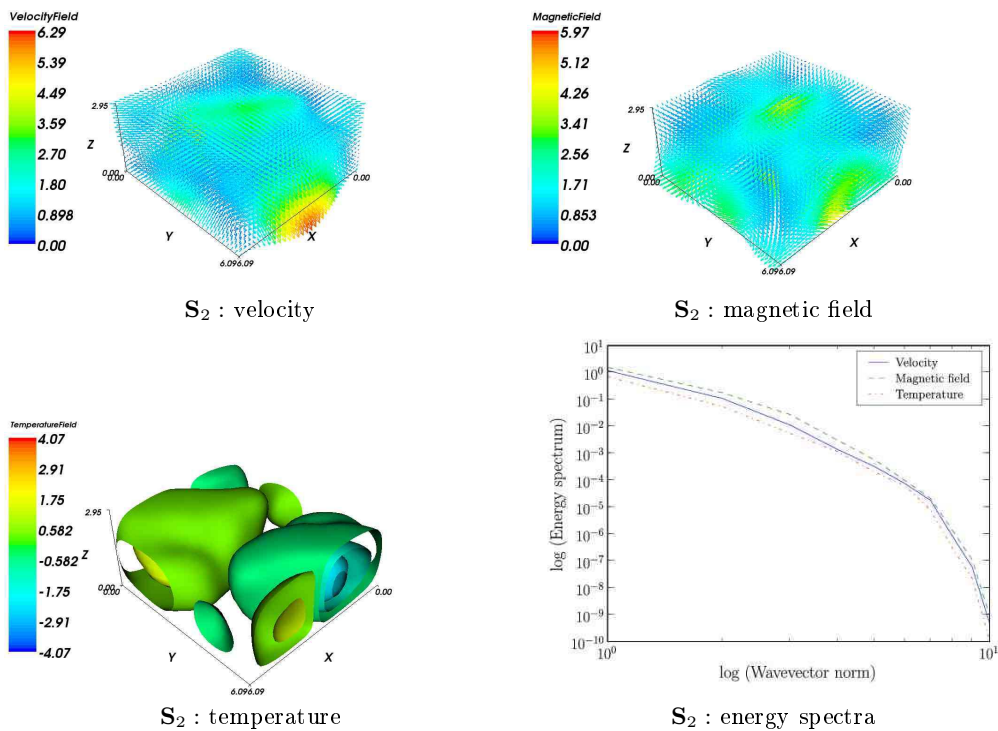 VelocityField
6.29
5.39
4.49
3.59
2.70
1.80
0.898
0.00
2.95
Z
0.00
0.00
Y
X
0.00
6.096.09
S2 : velocity
MagneticField
5.97
5.12
4.26
3.41
2.56
1.71
0.853
0.00
2.95
Z
0.00
0.00
Y
X
0.00
6.096.09
S2 : magnetic field
TemperatureField
4.07
2.91
1.75
0.582
-0.582
-1.75
-2.91
-4.07
2.95
Z
0.00
0.00
Y
X
0.00
6.096.09
S2 : temperature
log (Energy spectrum)
10^1
10^0
10^-1
10^-2
10^-3
10^-4
10^-5
10^-6
10^-7
10^-8
10^-9
10^-10
Velocity
Magnetic field
Temperature
10^0
10^1
log (Wavevector norm)
S2 : energy spectra